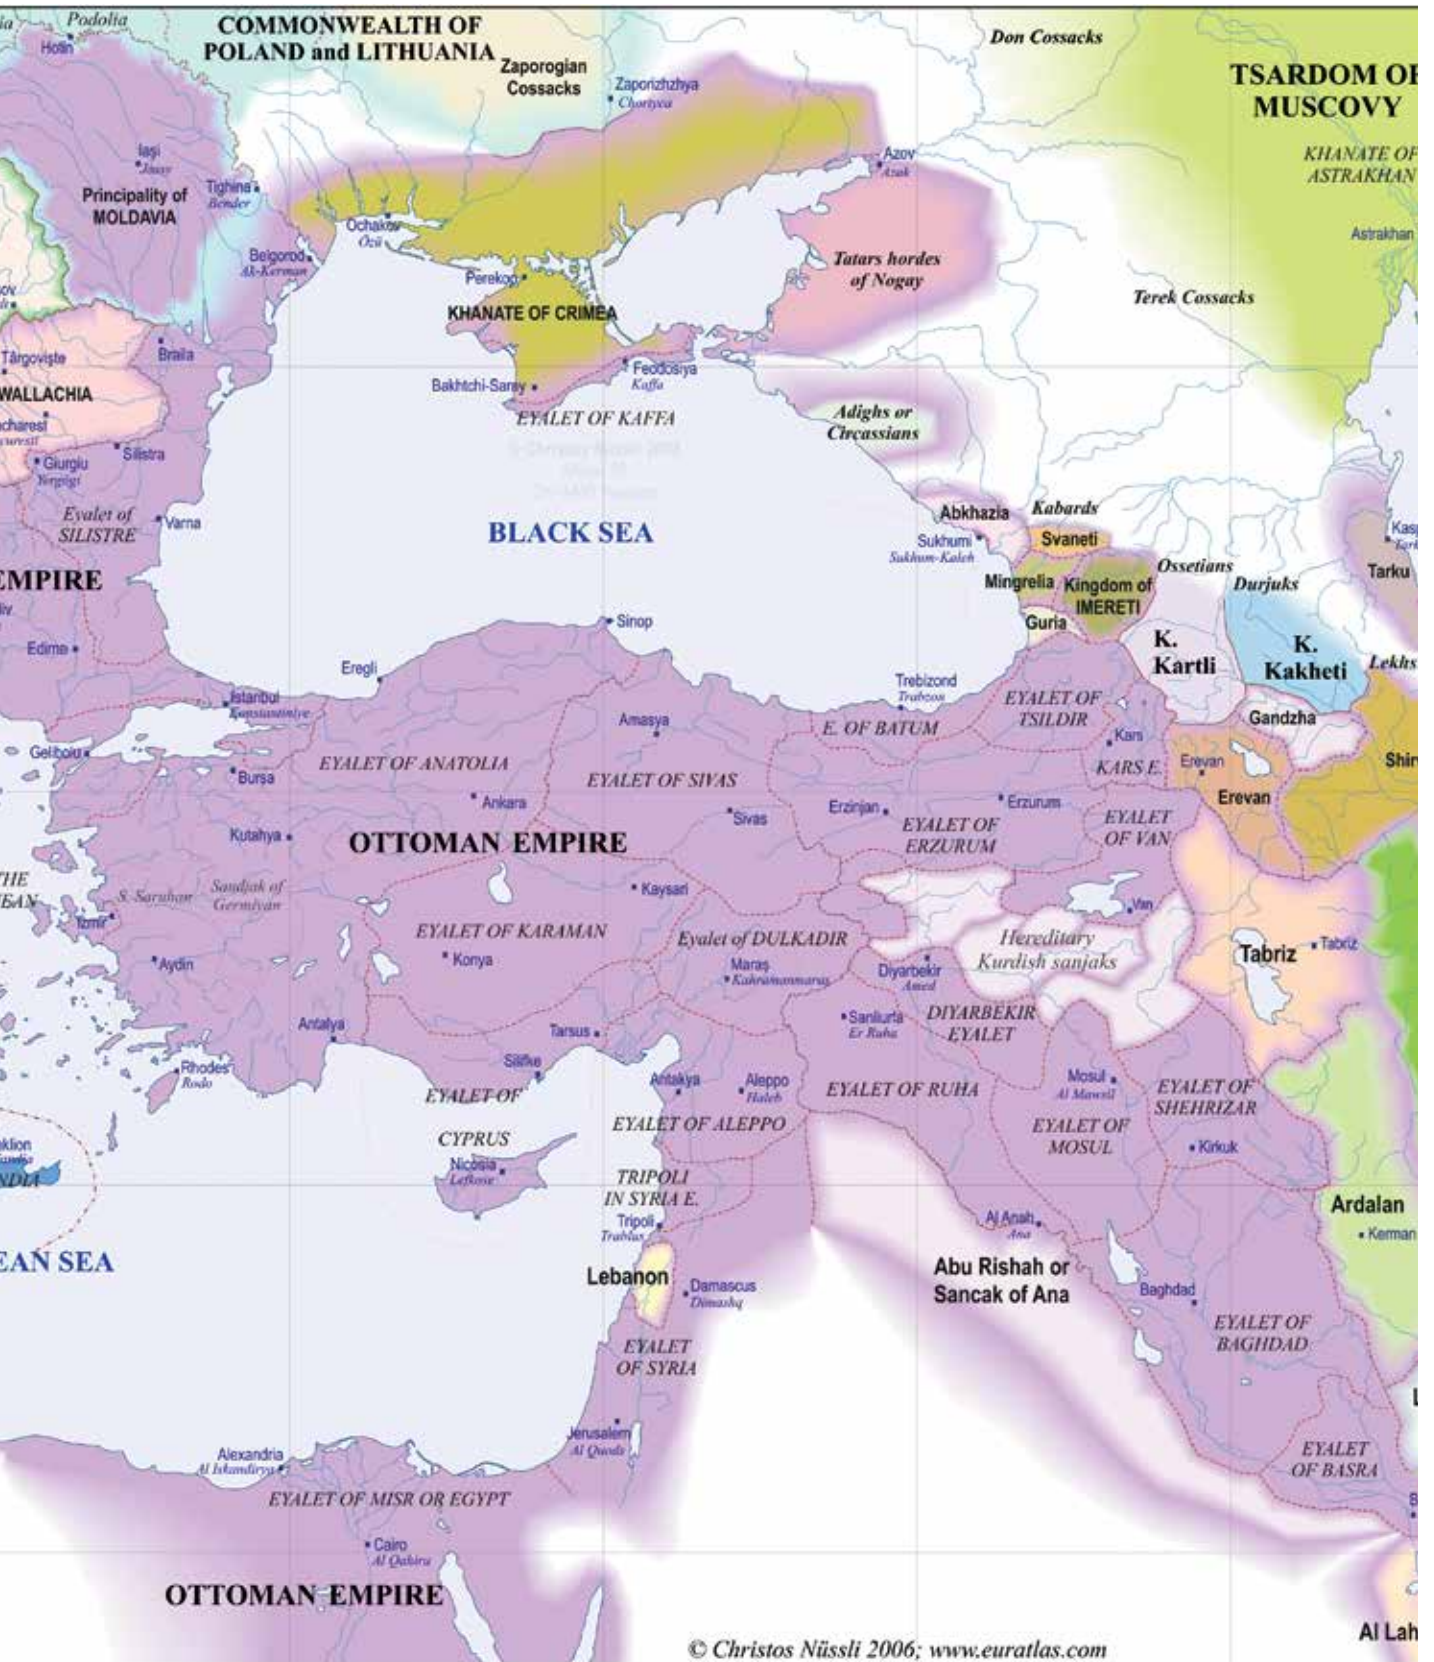 Podolia
Hotin
COMMONWEALTH OF
POLAND and LITHUANIA
Zaporogian
Cossacks
Zaporizhzhya
Chortyca
Don Cossacks
TSARDOM OF
MUSCOVY
KHANATE OF
ASTRAKHAN
Astrakhan
Iaşi
Principality of
MOLDAVIA
Tighina
Bender
Azov
Azak
Belgorod
Ak-Kerman
Ochakov
Özü
Perekop
KHANATE OF CRIMEA
Tatars hordes
of Nogay
Terek Cossacks
Târgovişte
Braila
WALLACHIA
Bakhtchi-Saray
Feodosiya
Kaffa
EYALET OF KAFFA
Adighs or
Circassians
Giurgiu
Yergögi
Silistra
Eyalet of
SILISTRE
Varna
BLACK SEA
Abkhazia
Kabards
Sukhumi
Sukhum-Kaleh
Svaneti
Mingrelia
Kingdom of
IMERETI
Ossetians
Durjuks
Tarku
EMPIRE
Guria
K.
Kartli
K.
Kakheti
Lekhs
Edirne
Sinop
Eregli
Istanbul
Konstantiniye
Trebizond
Trabzon
EYALET OF
TSILDIR
Gandzha
Gelibolu
Amasya
E. OF BATUM
Kars
KARS E.
Erevan
Erevan
Bursa
EYALET OF ANATOLIA
Ankara
EYALET OF SIVAS
Sivas
Erzinjan
Erzurum
EYALET OF
ERZURUM
EYALET
OF VAN
Kutahya
OTTOMAN EMPIRE
S. Saruhan
Sandjak of
Germiyan
Kaysari
Van
Izmir
EYALET OF KARAMAN
Konya
Eyalet of DULKADIR
Hereditary
Kurdish sanjaks
Tabriz
Tabriz
Aydin
Maraş
Kahramanmaraş
Diyarbekir
Amed
Antalya
Tarsus
Sanliurfa
Er Ruha
DIYARBEKIR
EYALET
Rhodes
Rodo
Silifke
EYALET OF
CYPRUS
Antakya
Aleppo
Haleb
EYALET OF RUHA
Mosul
Al Mawsil
EYALET OF
SHEHRIZAR
EYALET OF ALEPPO
EYALET OF
MOSUL
Kirkuk
Nicosia
Lefkose
TRIPOLI
IN SYRIA E.
Tripoli
Trablus
Al Anah
Ana
Ardalan
Kerman
EAN SEA
Lebanon
Damascus
Dimashq
Abu Rishah or
Sancak of Ana
Baghdad
EYALET OF
BAGHDAD
EYALET
OF SYRIA
Jerusalem
Al Quods
Alexandria
Al Iskandirya
EYALET
OF BASRA
EYALET OF MISR OR EGYPT
Cairo
Al Qahira
OTTOMAN EMPIRE
Al Lah
© Christos Nüssli 2006; www.euratlas.com